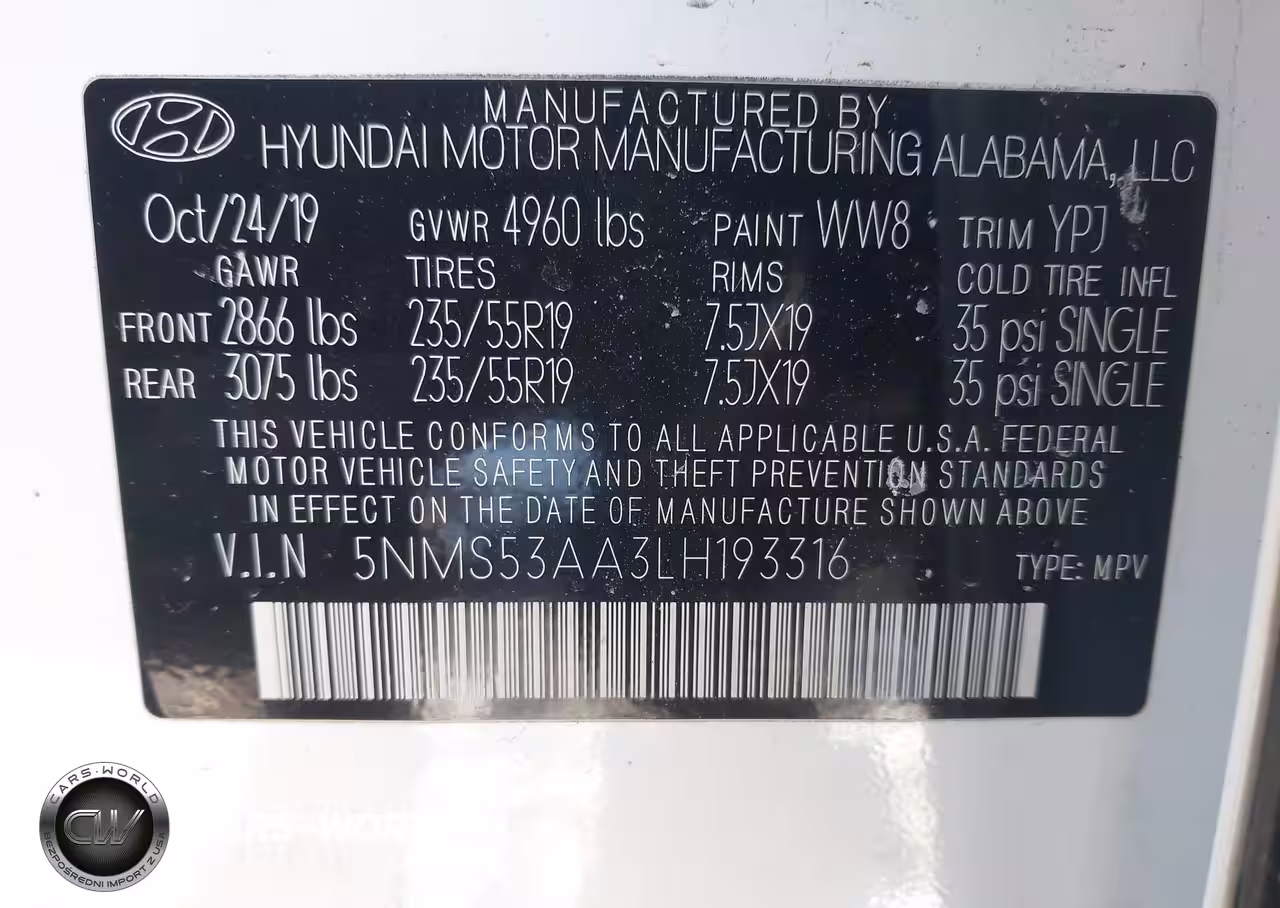 MANUFACTURED BY
HYUNDAI MOTOR MANUFACTURING ALABAMA, LLC
Oct/24/19 GVWR 4960 lbs PAINT WW8 TRIM YPJ
GAWR TIRES RIMS COLD TIRE INFL
FRONT 2866 lbs 235/55R19 7.5JX19 35 psi SINGLE
REAR 3075 lbs 235/55R19 7.5JX19 35 psi SINGLE
THIS VEHICLE CONFORMS TO ALL APPLICABLE U.S.A. FEDERAL
MOTOR VEHICLE SAFETY AND THEFT PREVENTION STANDARDS
IN EFFECT ON THE DATE OF MANUFACTURE SHOWN ABOVE
V.I.N 5NMS53AA3LH193316 TYPE: MPV
CARS-WORLD
CW
BEZPOŚREDNI IMPORT Z USA